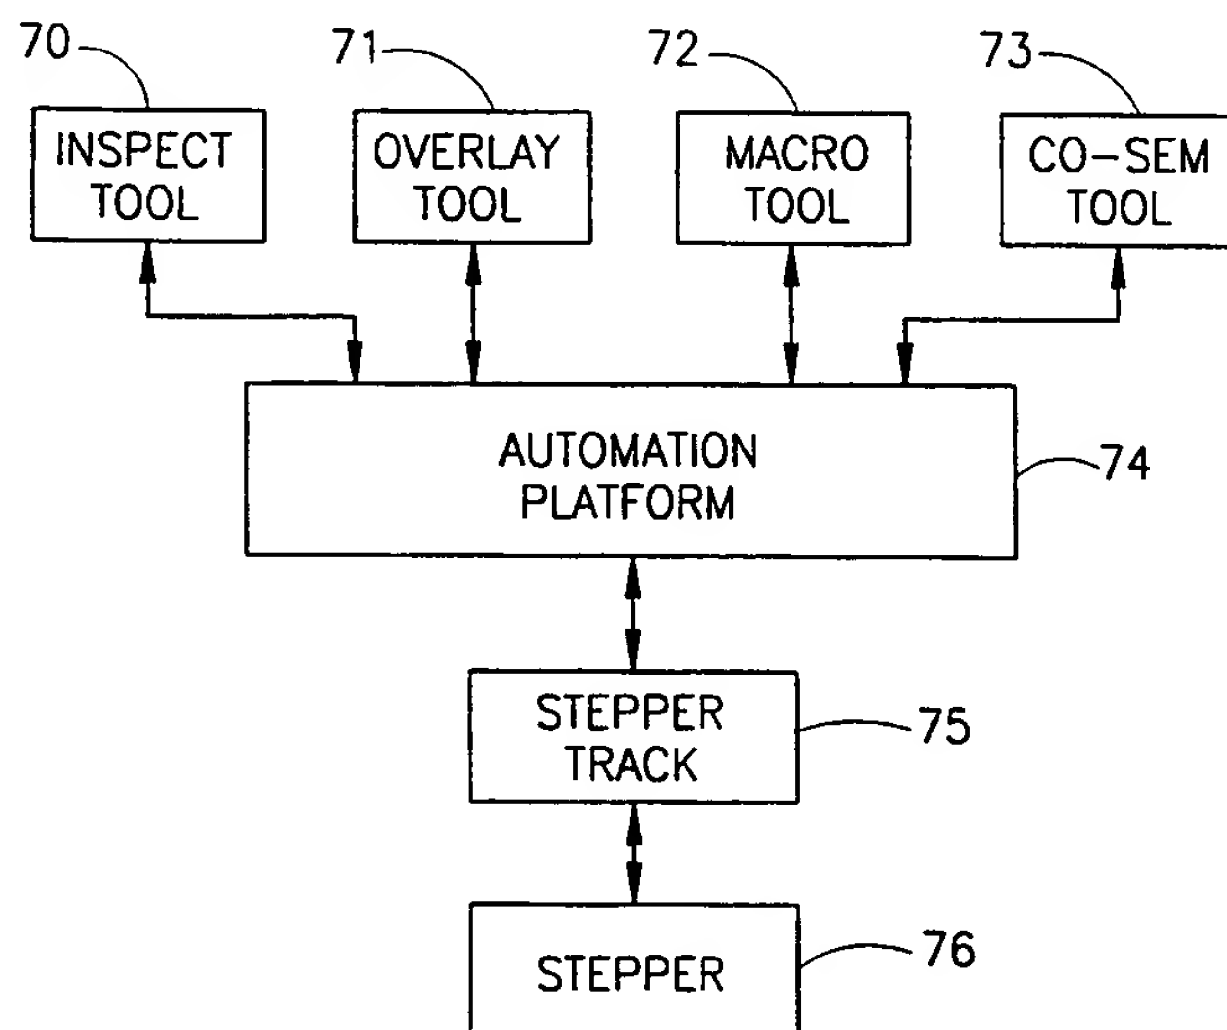 70
71
72
73
INSPECT
TOOL
OVERLAY
TOOL
MACRO
TOOL
CO-SEM
TOOL
AUTOMATION
PLATFORM
74
STEPPER
TRACK
75
STEPPER
76